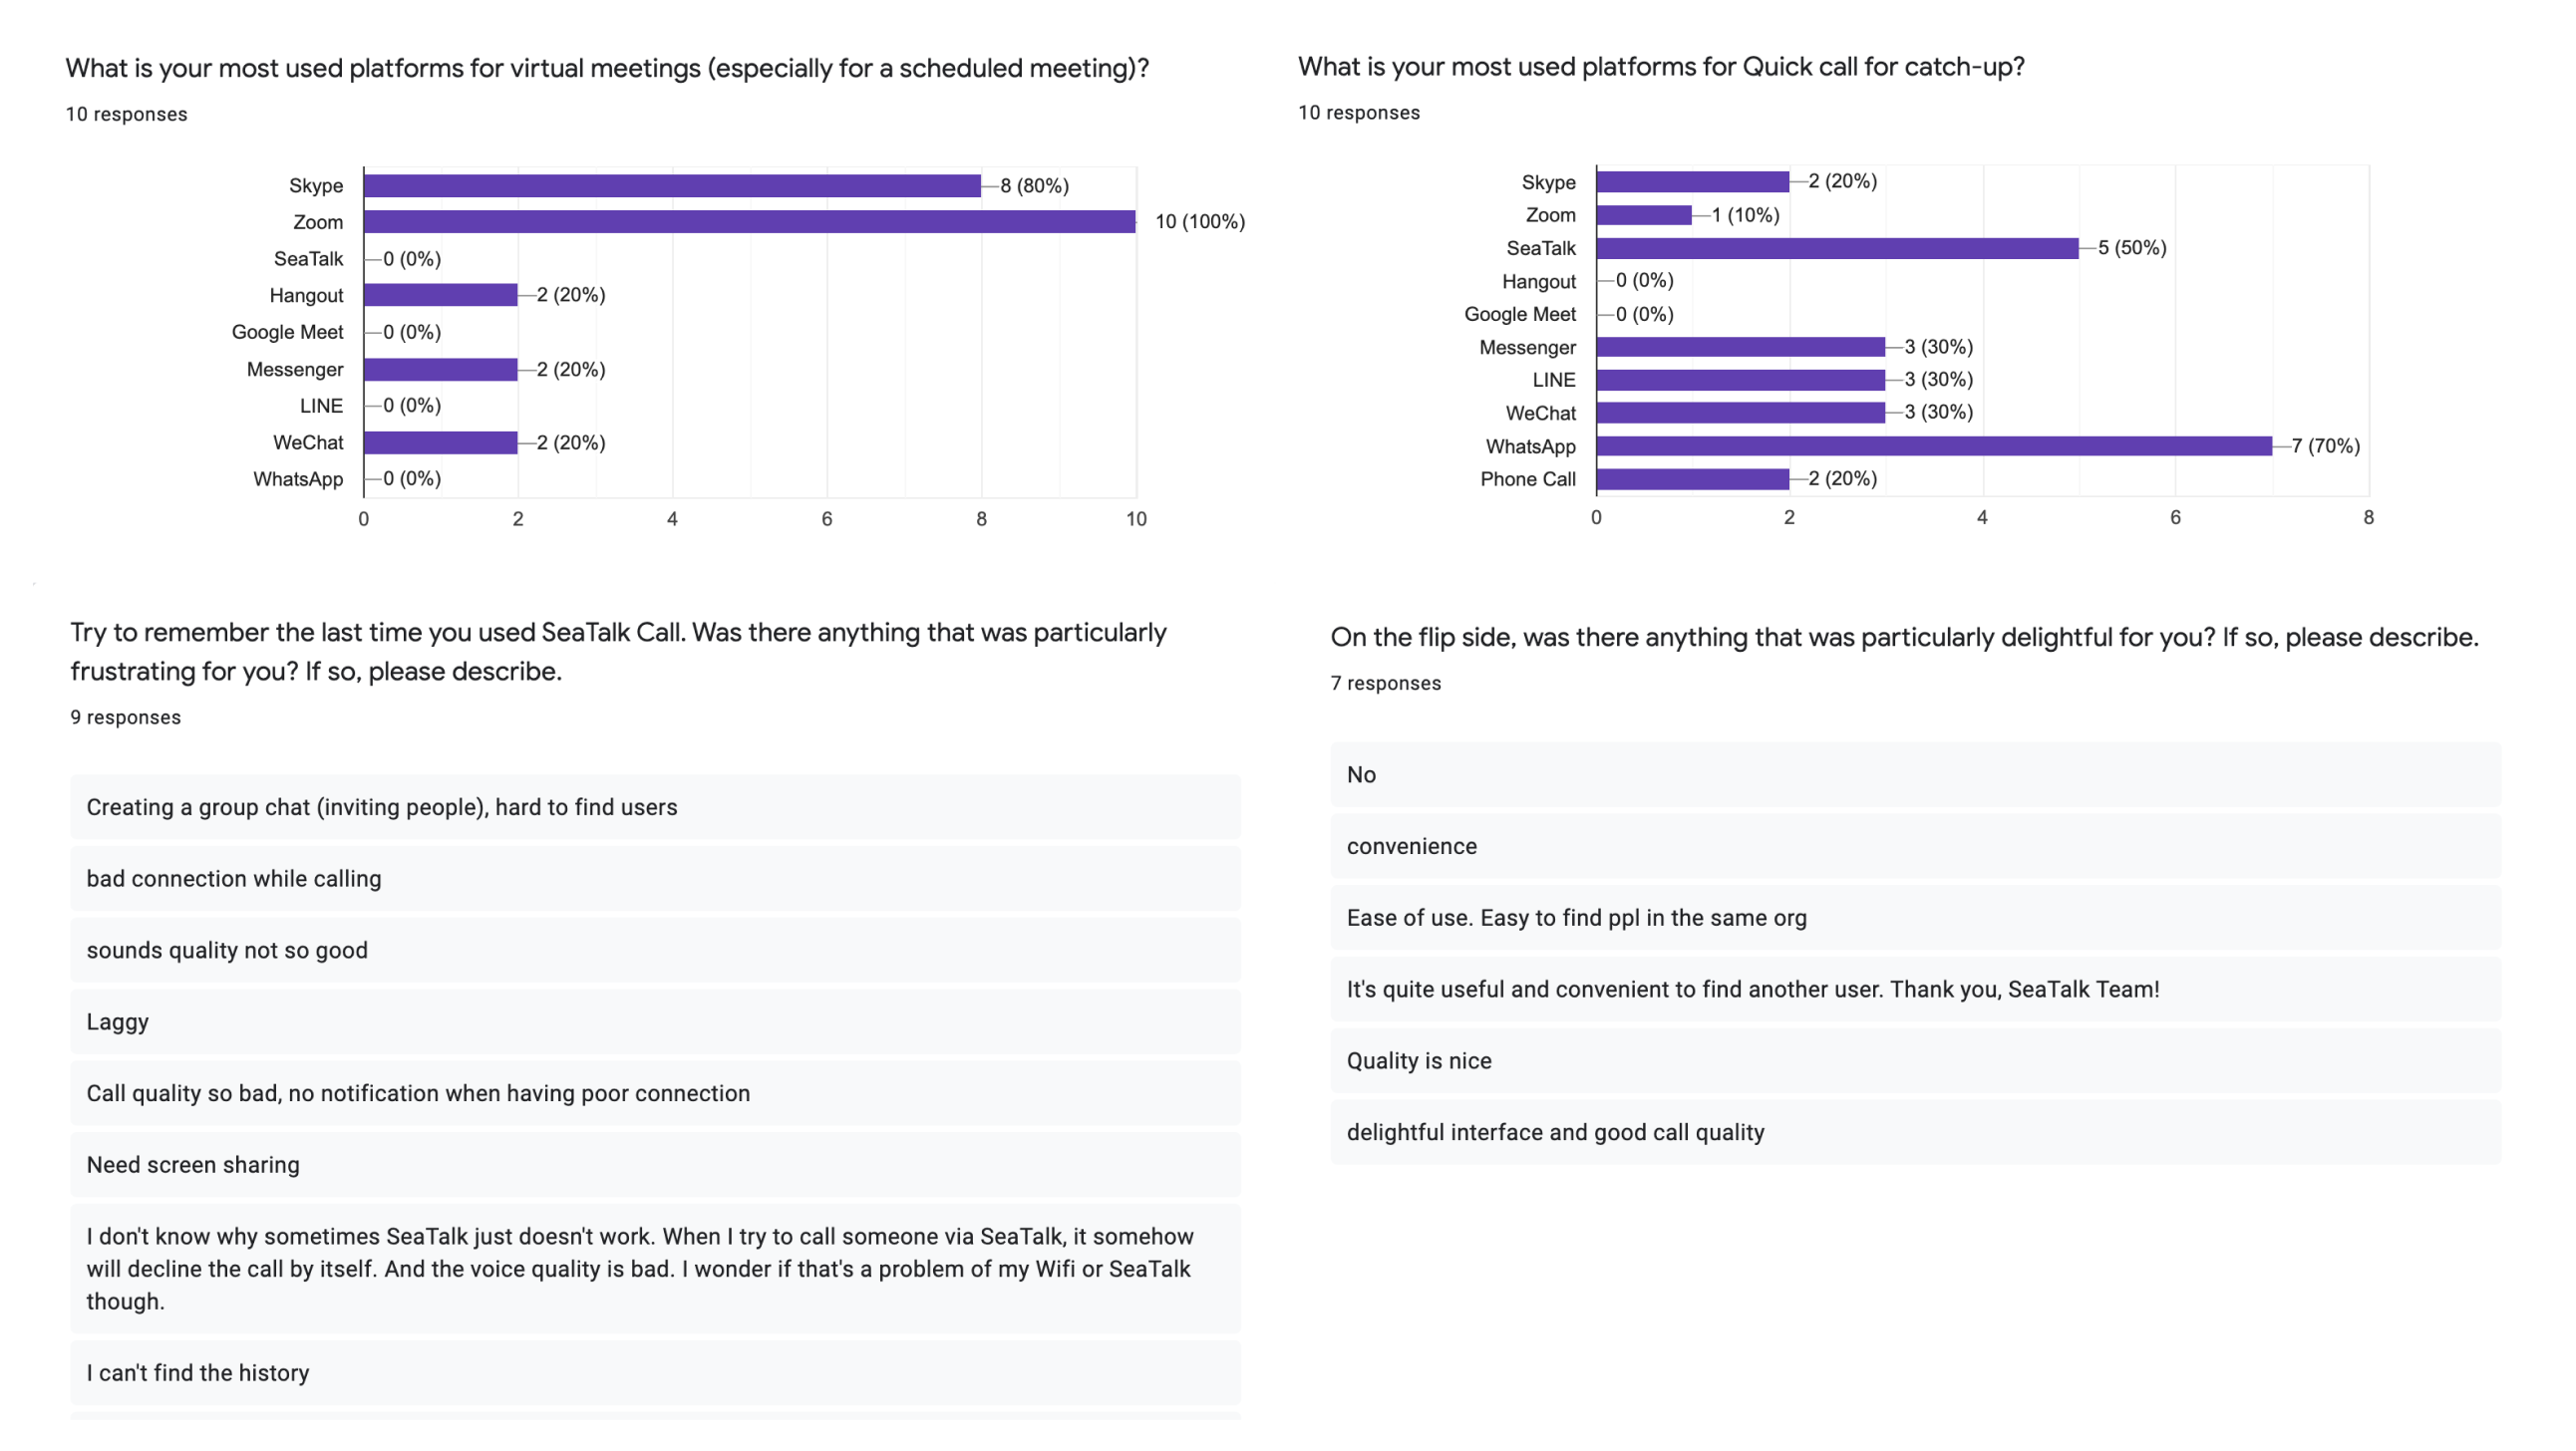 What is your most used platforms for virtual meetings (especially for a scheduled meeting)?
10 responses
Skype 8 (80%)
Zoom 10 (100%)
SeaTalk 0 (0%)
Hangout 2 (20%)
Google Meet 0 (0%)
Messenger 2 (20%)
LINE 0 (0%)
WeChat 2 (20%)
WhatsApp 0 (0%)
0 2 4 6 8 10
What is your most used platforms for Quick call for catch-up?
10 responses
Skype 2 (20%)
Zoom 1 (10%)
SeaTalk 5 (50%)
Hangout 0 (0%)
Google Meet 0 (0%)
Messenger 3 (30%)
LINE 3 (30%)
WeChat 3 (30%)
WhatsApp 7 (70%)
Phone Call 2 (20%)
0 2 4 6 8
Try to remember the last time you used SeaTalk Call. Was there anything that was particularly
frustrating for you? If so, please describe.
9 responses
Creating a group chat (inviting people), hard to find users
bad connection while calling
sounds quality not so good
Laggy
Call quality so bad, no notification when having poor connection
Need screen sharing
I don't know why sometimes SeaTalk just doesn't work. When I try to call someone via SeaTalk, it somehow
will decline the call by itself. And the voice quality is bad. I wonder if that's a problem of my Wifi or SeaTalk
though.
I can't find the history
On the flip side, was there anything that was particularly delightful for you? If so, please describe.
7 responses
No
convenience
Ease of use. Easy to find ppl in the same org
It's quite useful and convenient to find another user. Thank you, SeaTalk Team!
Quality is nice
delightful interface and good call quality